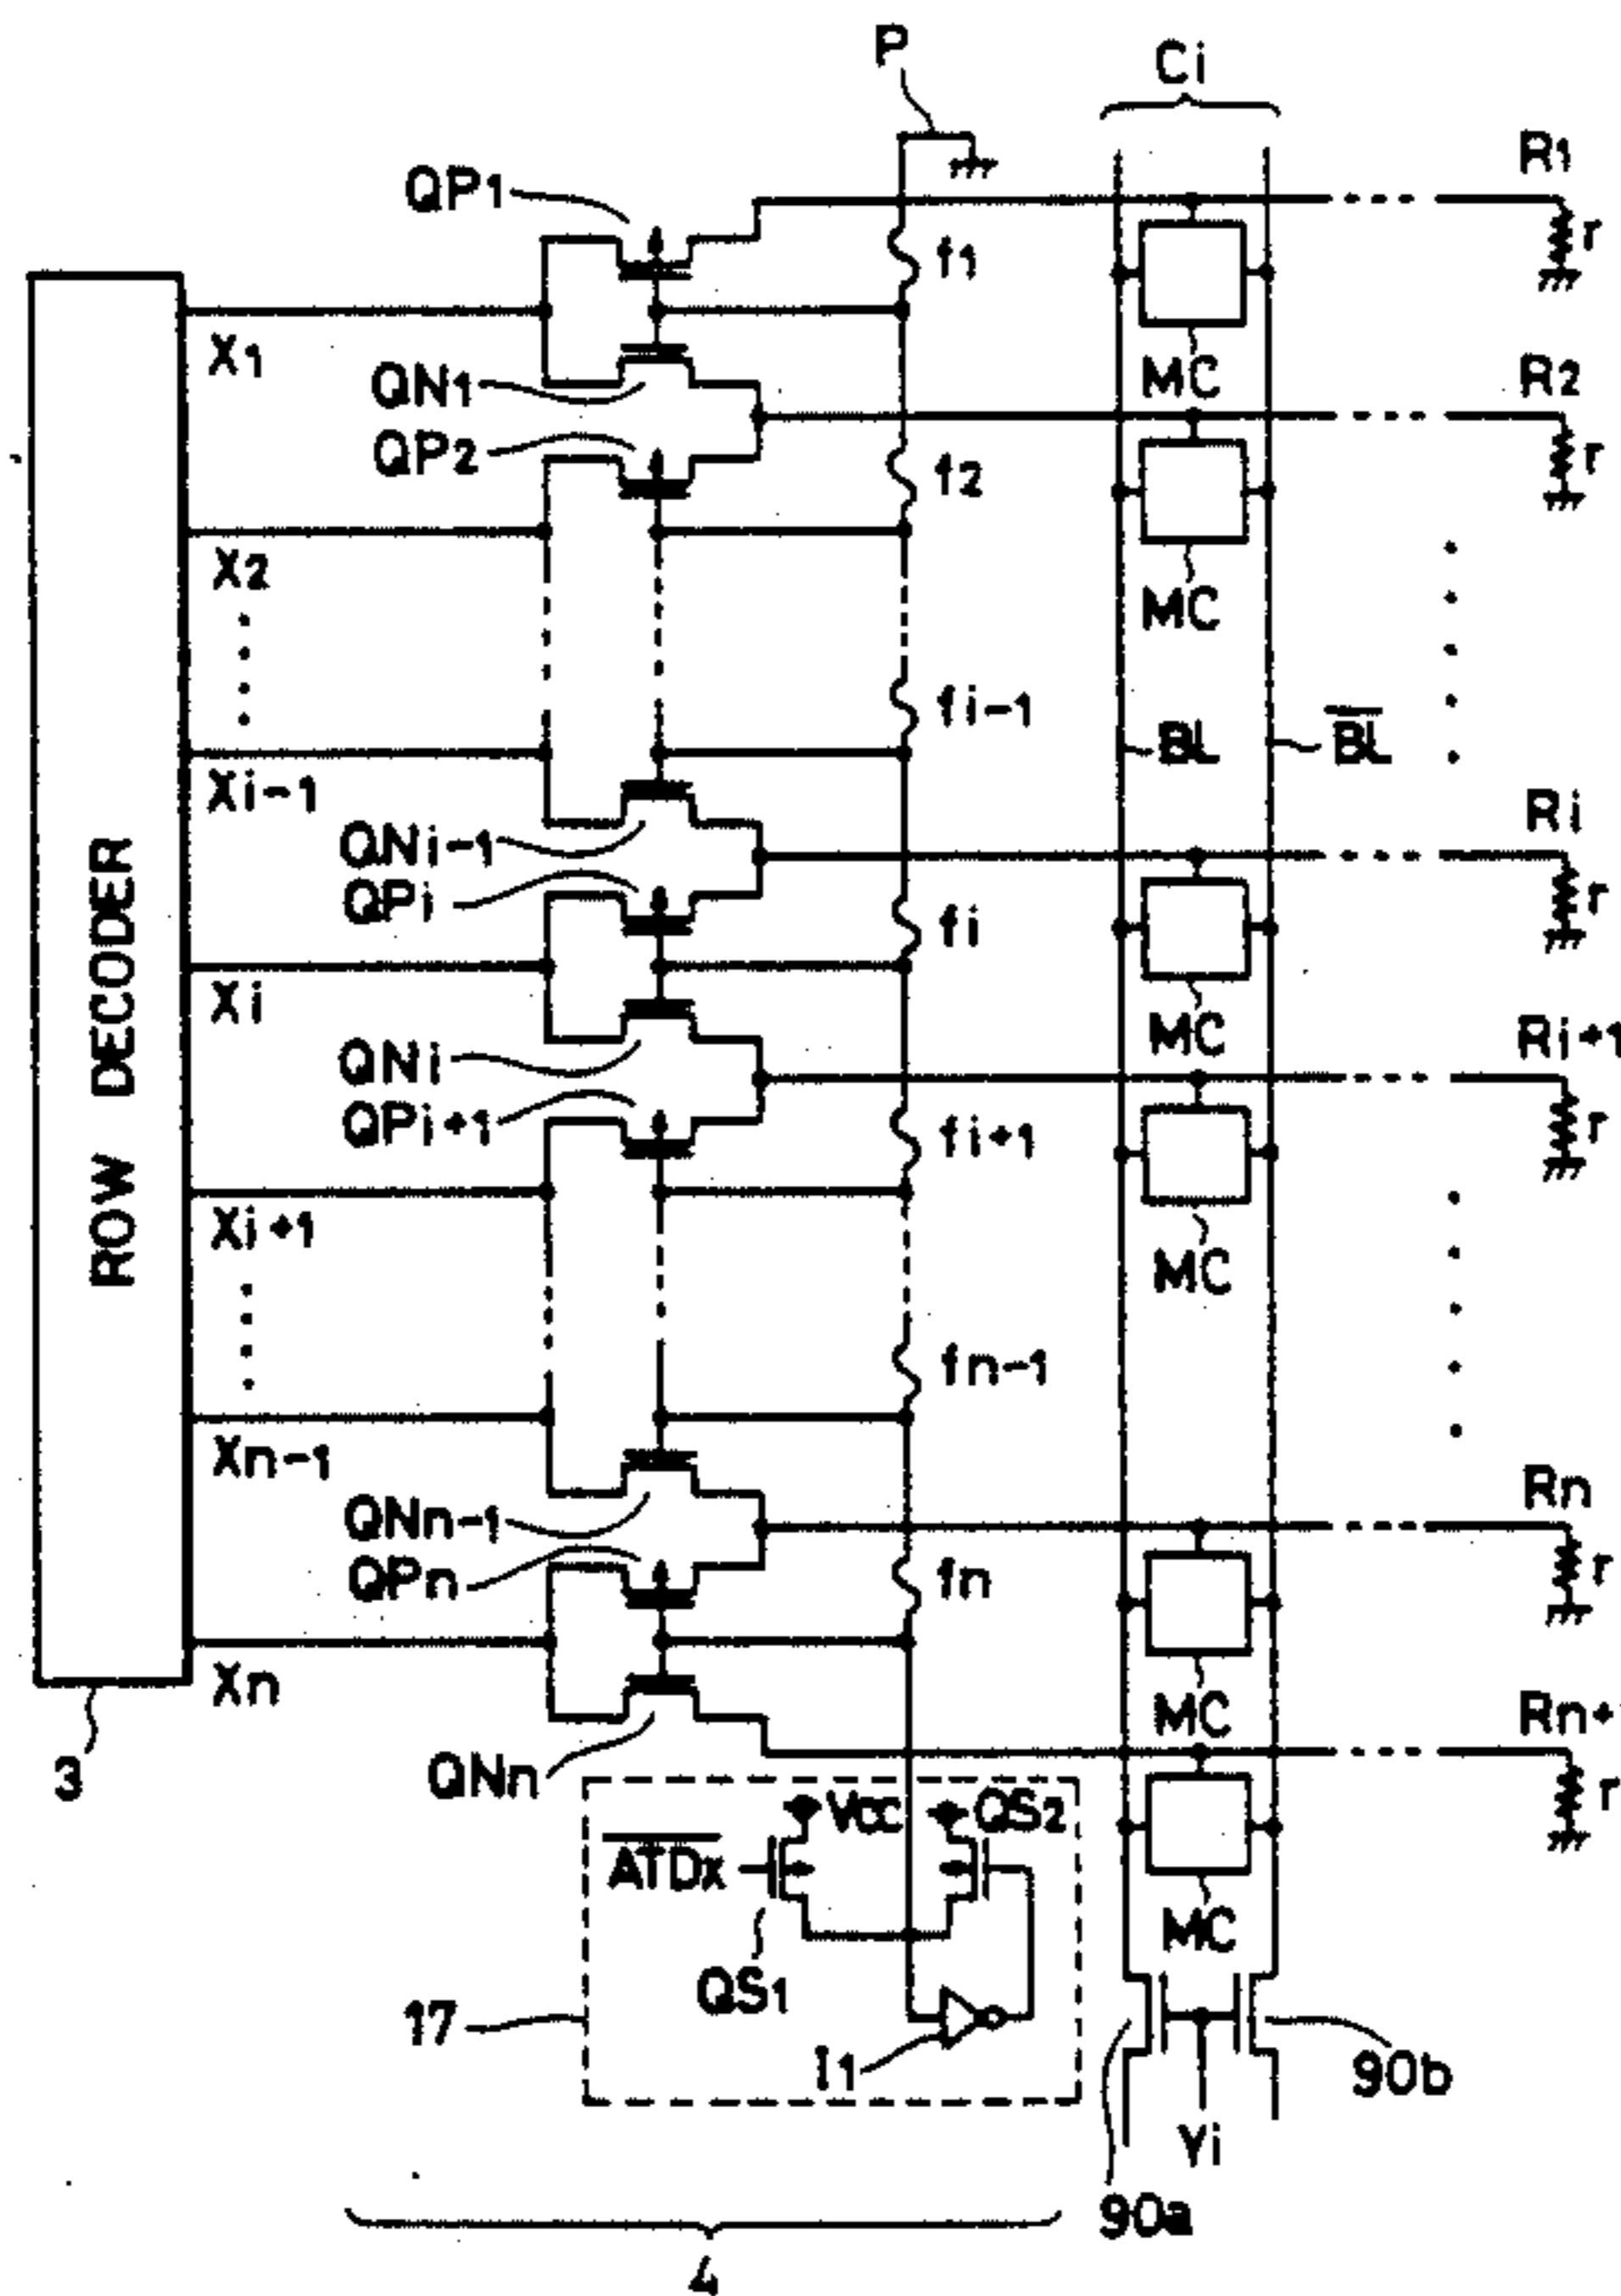 P
Ci
R1
QP1
f1
r
X1
MC
QN1
R2
QP2
f2
r
X2
MC
fi-1
BL
B̅L̅
Xi-1
Ri
QNi-1
QPi
fi
r
ROW DECODER
Xi
MC
Ri+1
QNi
QPi+1
fi+1
r
Xi+1
MC
fn-1
Xn-1
Rn
QNn-1
QPn
fn
r
Xn
MC
Rn+
3
QNn
VCC
QS2
r
A̅T̅D̅x̅
MC
QS1
17
I1
90b
Yi
90a
4